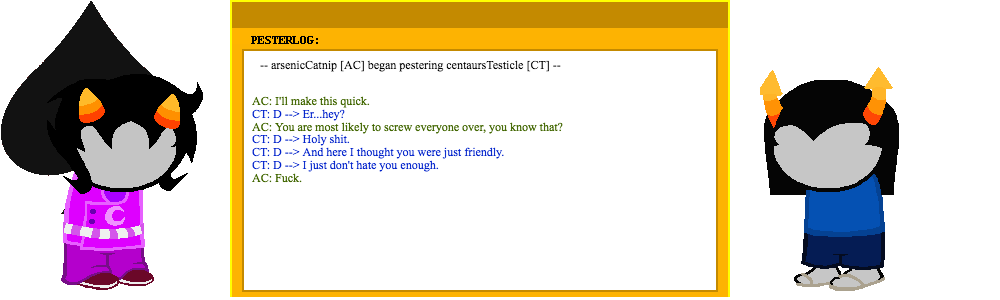 PESTERLOG:
-- arsenicCatnip [AC] began pestering centaursTesticle [CT] --
AC: I'll make this quick.
CT: D --> Er...hey?
AC: You are most likely to screw everyone over, you know that?
CT: D --> Holy shit.
CT: D --> And here I thought you were just friendly.
CT: D --> I just don't hate you enough.
AC: Fuck.